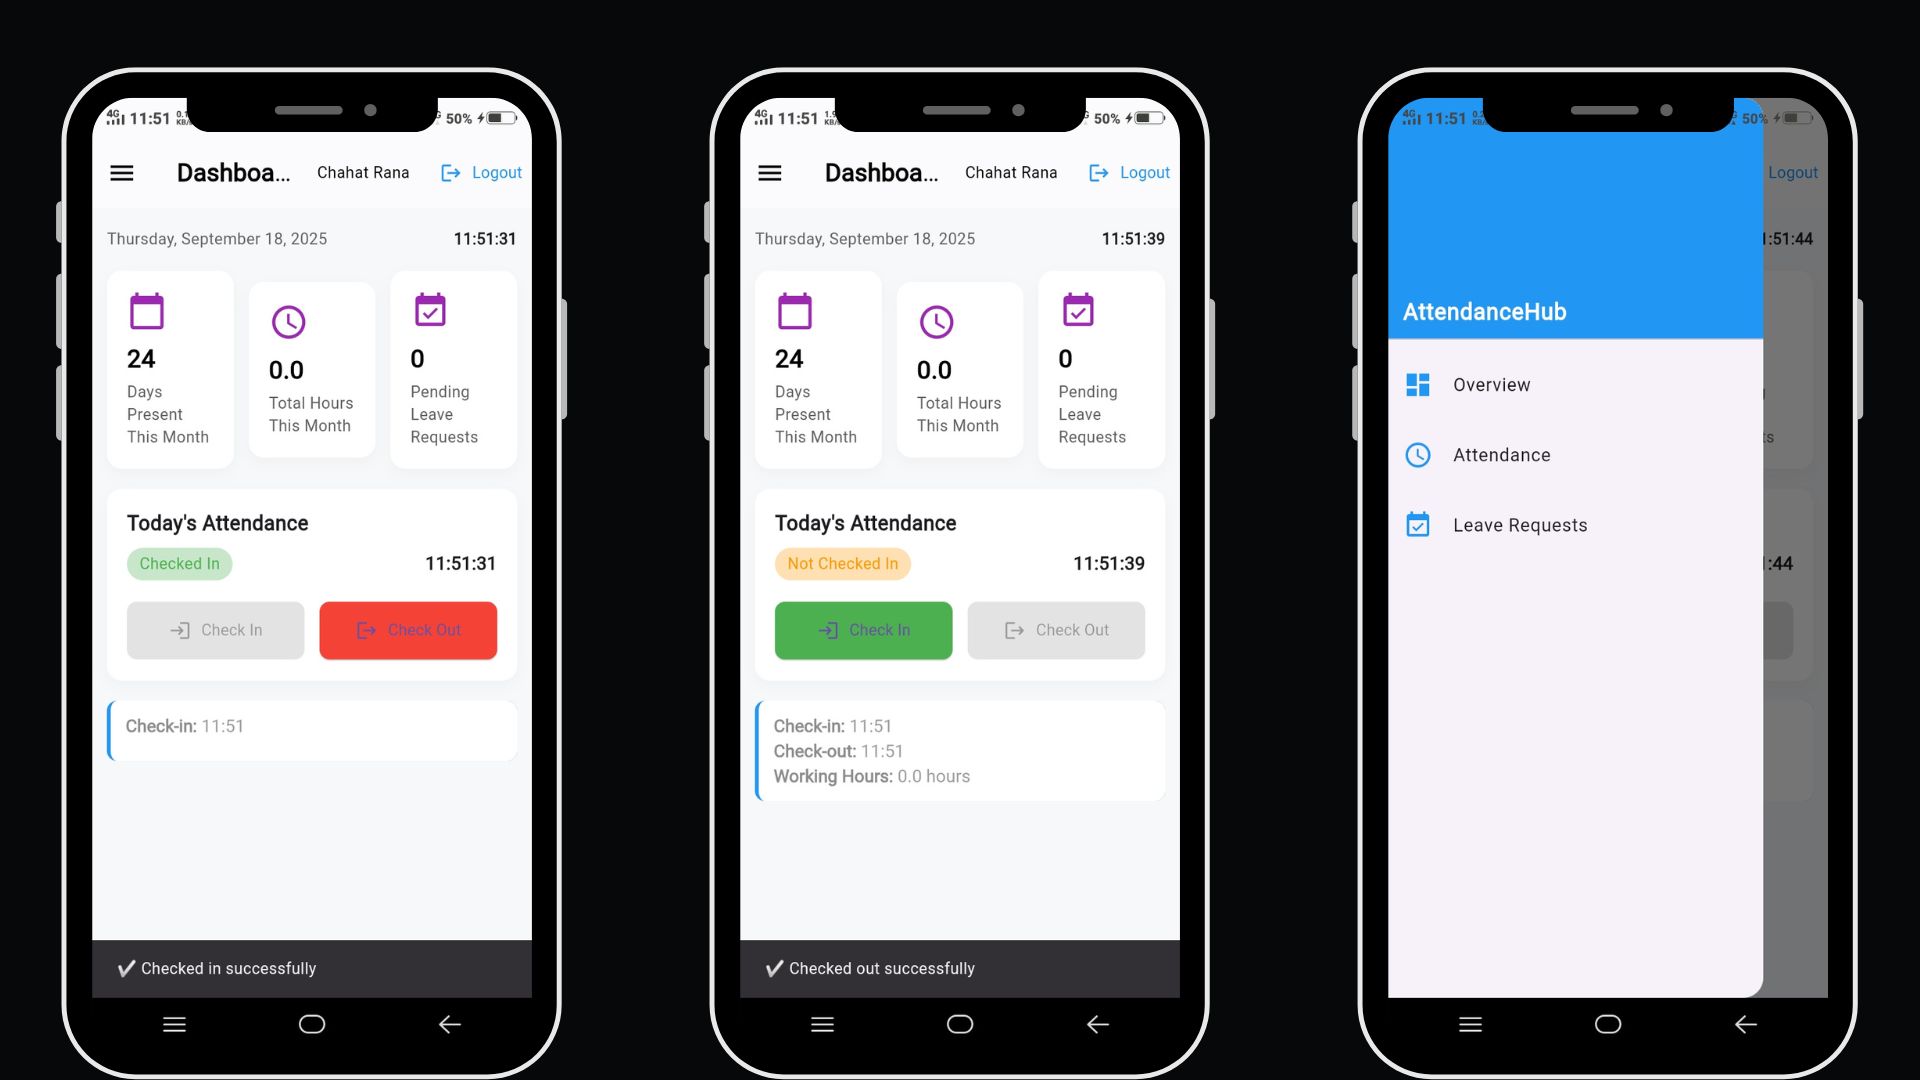 4G 11:51
50%
Dashboa... Chahat Rana Logout
Thursday, September 18, 2025 11:51:31
24
Days
Present
This Month
0.0
Total Hours
This Month
0
Pending
Leave
Requests
Today's Attendance
Checked In 11:51:31
Check In Check Out
Check-in: 11:51
✔ Checked in successfully
4G 11:51
50%
Dashboa... Chahat Rana Logout
Thursday, September 18, 2025 11:51:39
24
Days
Present
This Month
0.0
Total Hours
This Month
0
Pending
Leave
Requests
Today's Attendance
Not Checked In 11:51:39
Check In Check Out
Check-in: 11:51
Check-out: 11:51
Working Hours: 0.0 hours
✔ Checked out successfully
4G 11:51
50%
Logout
:51:44
AttendanceHub
Overview
Attendance
Leave Requests
:44